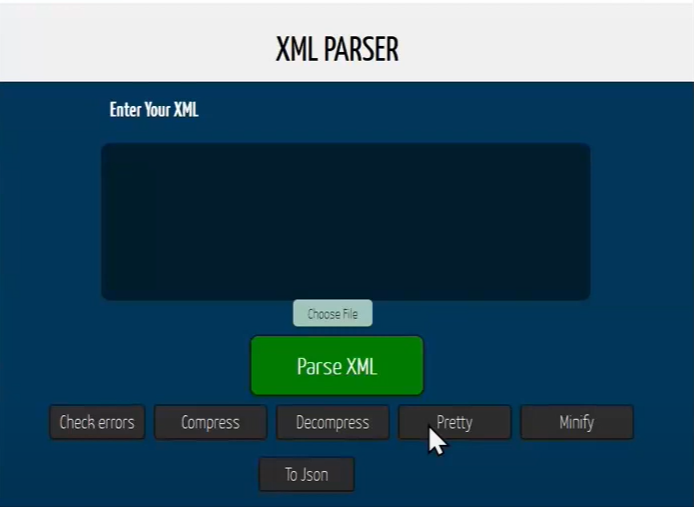 XML PARSER
Enter Your XML
Choose File
Parse XML
Check errors Compress Decompress Pretty Minify
To Json